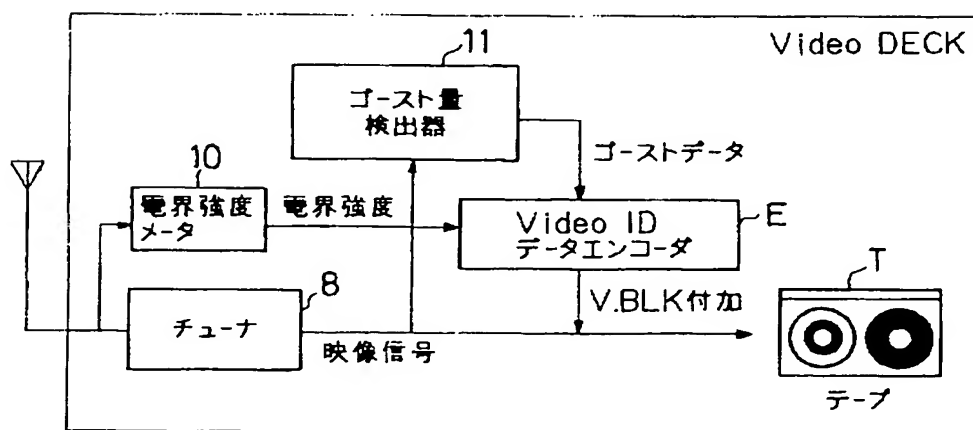 Video DECK
11
ゴースト量
検出器
ゴーストデータ
10
電界強度
メータ
電界強度
Video ID
データエンコーダ
E
8
チューナ
映像信号
V.BLK付加
T
テープ